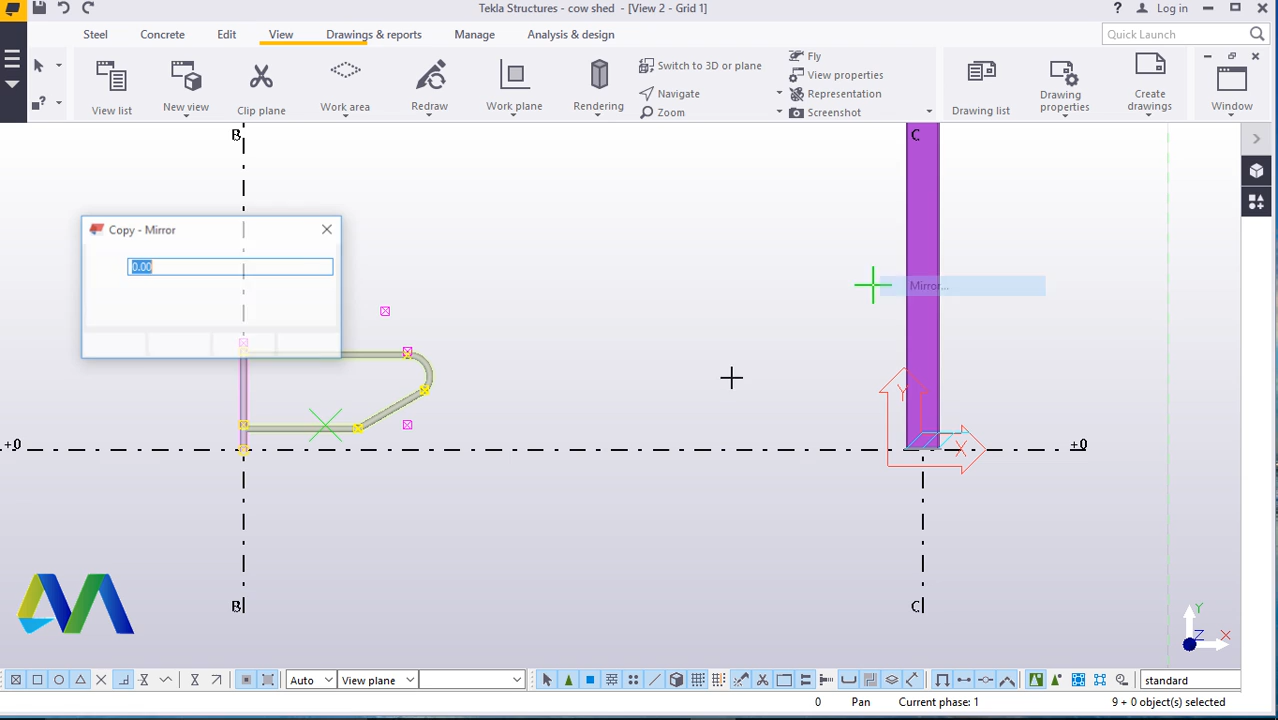 Tekla Structures - cow shed - [View 2 - Grid 1]
? Log in
Steel Concrete Edit View Drawings & reports Manage Analysis & design
Quick Launch
View list
New view
Clip plane
Work area
Redraw
Work plane
Rendering
Switch to 3D or plane
Navigate
Zoom
Fly
View properties
Representation
Screenshot
Drawing list
Drawing properties
Create drawings
Window
B
C
Copy - Mirror
0.00
Mirror...
Y
X
+0
+0
B
C
Y
Z
X
Auto
View plane
standard
0 Pan Current phase: 1 9 + 0 object(s) selected